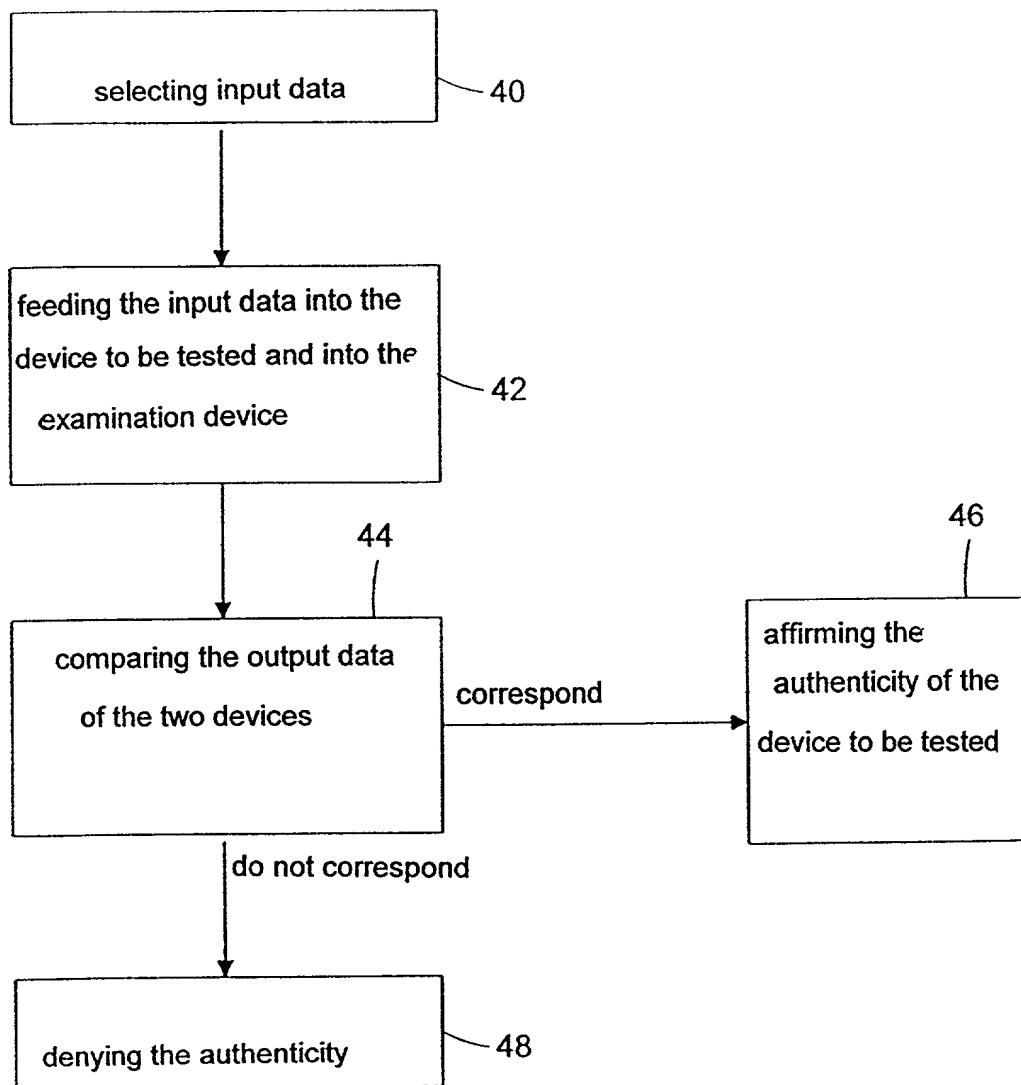 selecting input data
40
feeding the input data into the
device to be tested and into the
examination device
42
44
comparing the output data
of the two devices
correspond
46
affirming the
authenticity of the
device to be tested
do not correspond
denying the authenticity
48